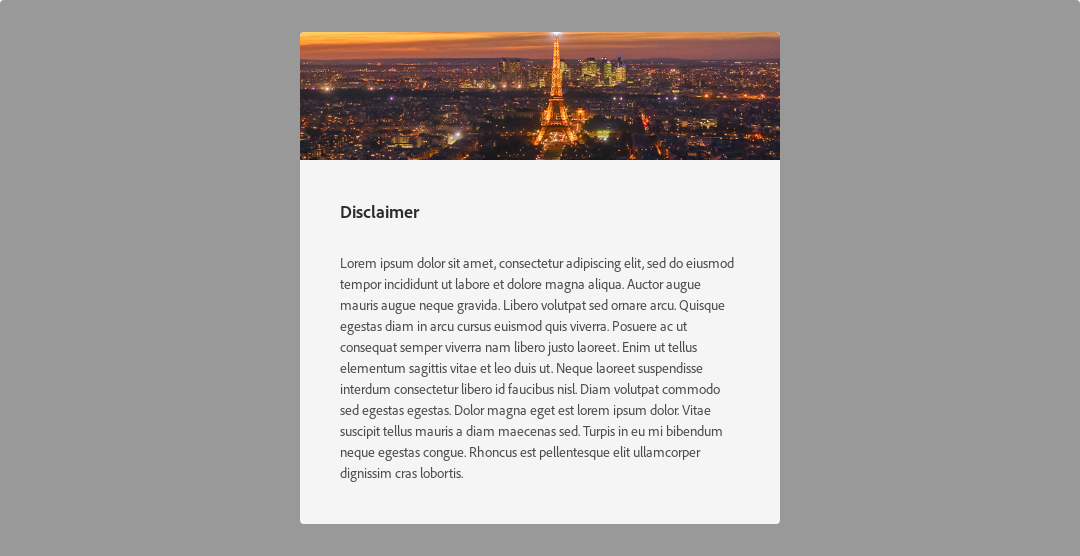 Disclaimer
Lorem ipsum dolor sit amet, consectetur adipiscing elit, sed do eiusmod
tempor incididunt ut labore et dolore magna aliqua. Auctor augue
mauris augue neque gravida. Libero volutpat sed ornare arcu. Quisque
egestas diam in arcu cursus euismod quis viverra. Posuere ac ut
consequat semper viverra nam libero justo laoreet. Enim ut tellus
elementum sagittis vitae et leo duis ut. Neque laoreet suspendisse
interdum consectetur libero id faucibus nisl. Diam volutpat commodo
sed egestas egestas. Dolor magna eget est lorem ipsum dolor. Vitae
suscipit tellus mauris a diam maecenas sed. Turpis in eu mi bibendum
neque egestas congue. Rhoncus est pellentesque elit ullamcorper
dignissim cras lobortis.